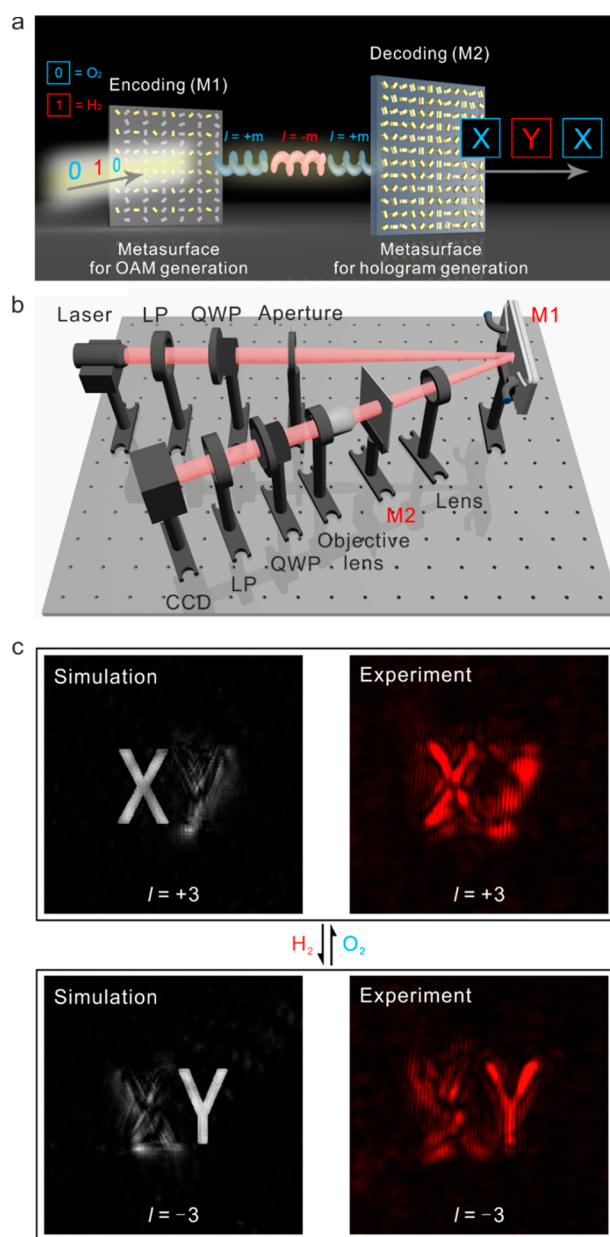 a
0 = O₂
1 = H₂
Encoding (M1)
Decoding (M2)
l = +m
l = -m
l = +m
0 1 0
X Y X
Metasurface
for OAM generation
Metasurface
for hologram generation
b
Laser
LP
QWP
Aperture
M1
Lens
M2
Objective
lens
QWP
LP
CCD
c
Simulation
Experiment
X
l = +3
l = +3
H₂
O₂
Simulation
Experiment
Y
l = −3
l = −3